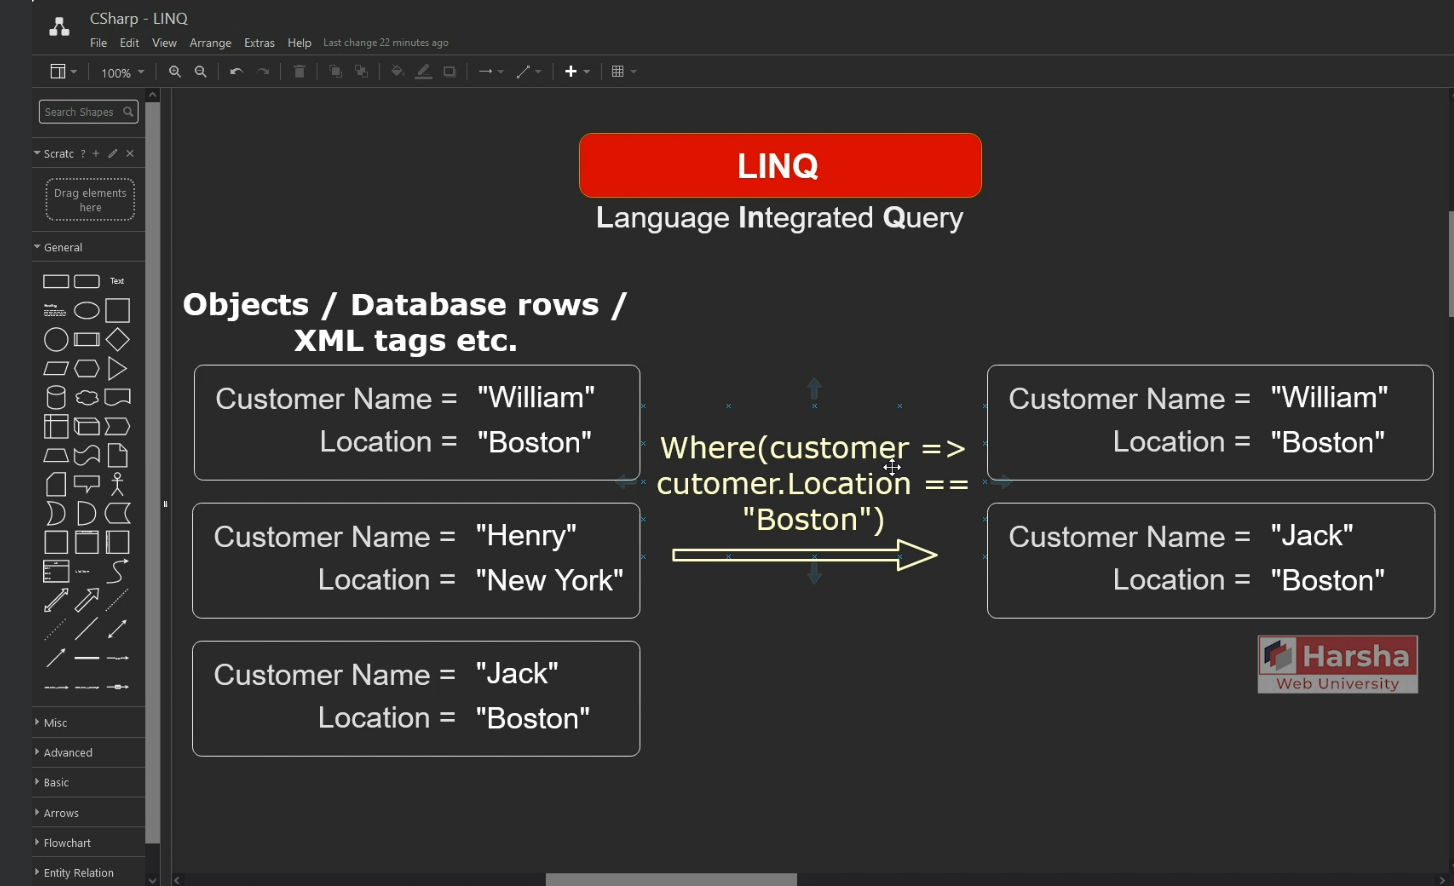 CSharp - LINQ
File Edit View Arrange Extras Help Last change 22 minutes ago
100%
Search Shapes
Scratc ?
Drag elements
here
General
Text
Misc
Advanced
Basic
Arrows
Flowchart
Entity Relation
LINQ
Language Integrated Query
Objects / Database rows /
XML tags etc.
Customer Name = "William"
Location = "Boston"
Customer Name = "Henry"
Location = "New York"
Customer Name = "Jack"
Location = "Boston"
Where(customer =>
cutomer.Location ==
"Boston")
Customer Name = "William"
Location = "Boston"
Customer Name = "Jack"
Location = "Boston"
Harsha
Web University